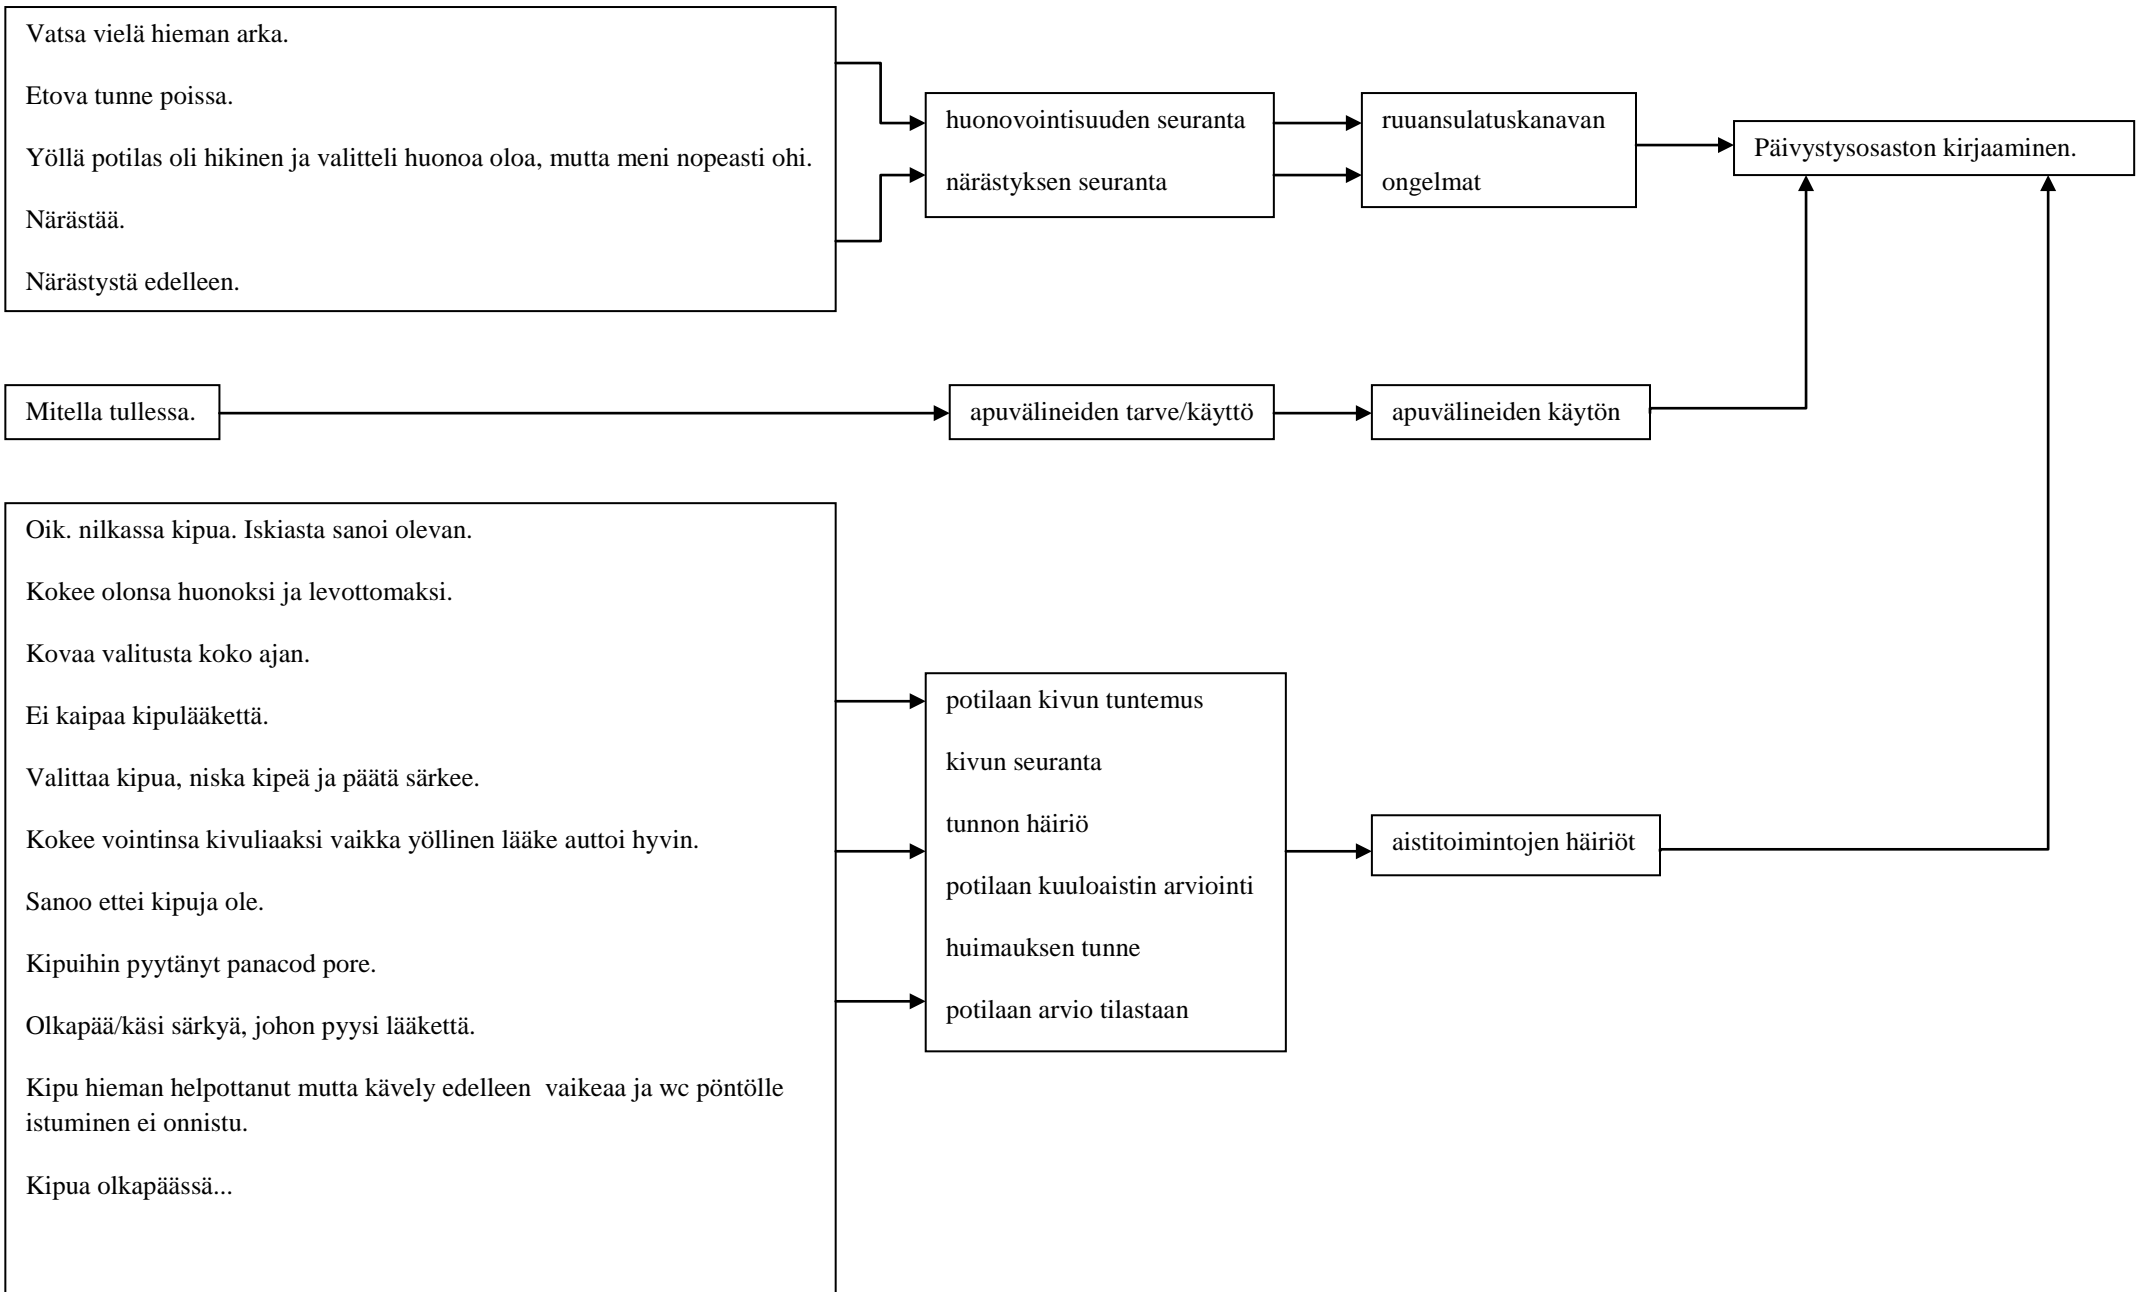 Vatsa vielä hieman arka.
Etova tunne poissa.
Yöllä potilas oli hikinen ja valitteli huonoa oloa, mutta meni nopeasti ohi.
Närästää.
Närästystä edelleen.
huonovointisuuden seuranta
närästyksen seuranta
ruuansulatuskanavan
ongelmat
Päivystysosaston kirjaaminen.
Mitella tullessa.
apuvälineiden tarve/käyttö
apuvälineiden käytön
Oik. nilkassa kipua. Iskiasta sanoi olevan.
Kokee olonsa huonoksi ja levottomaksi.
Kovaa valitusta koko ajan.
Ei kaipaa kipulääkettä.
Valittaa kipua, niska kipeä ja päätä särkee.
Kokee vointinsa kivuliaaksi vaikka yöllinen lääke auttoi hyvin.
Sanoo ettei kipuja ole.
Kipuihin pyytänyt panacod pore.
Olkapää/käsi särkyä, johon pyysi lääkettä.
Kipu hieman helpottanut mutta kävely edelleen  vaikeaa ja wc pöntölle
istuminen ei onnistu.
Kipua olkapäässä...
potilaan kivun tuntemus
kivun seuranta
tunnon häiriö
potilaan kuuloaistin arviointi
huimauksen tunne
potilaan arvio tilastaan
aistitoimintojen häiriöt